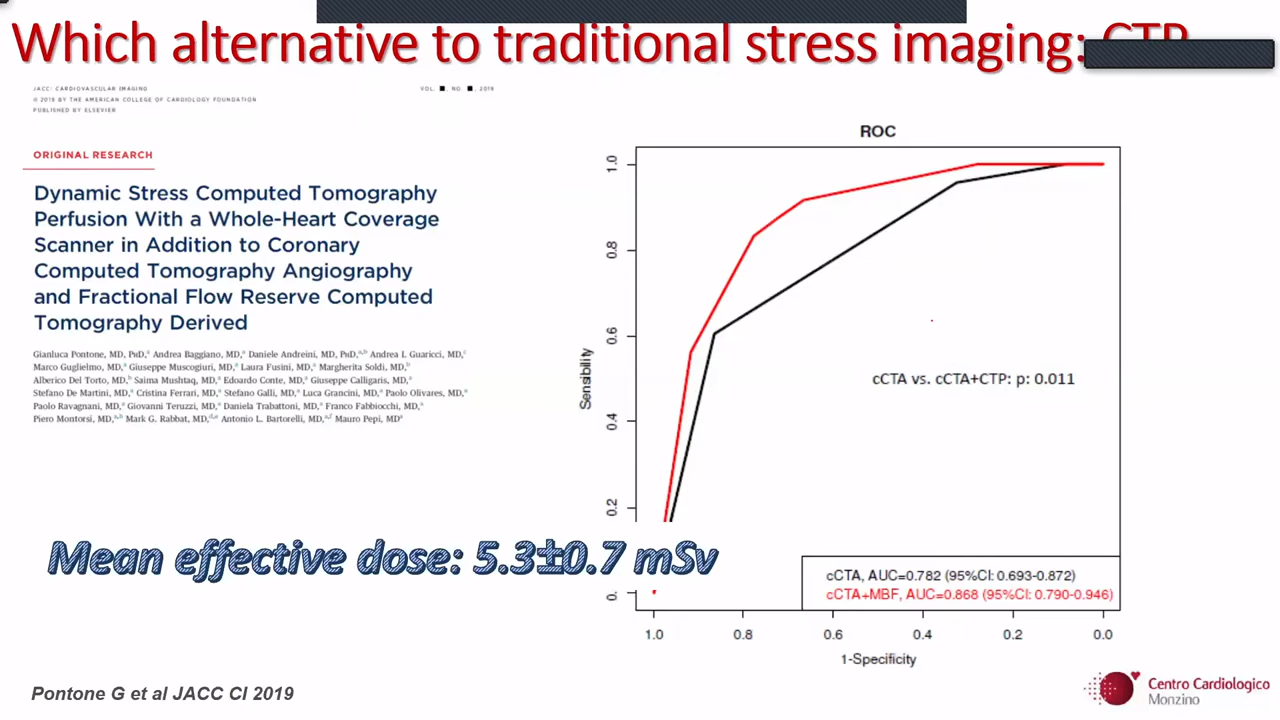 Which alternative to traditional stress imaging: CTP
JACC: CARDIOVASCULAR IMAGING
VOL. ■, NO. ■, 2019
© 2019 BY THE AMERICAN COLLEGE OF CARDIOLOGY FOUNDATION
PUBLISHED BY ELSEVIER
ORIGINAL RESEARCH
Dynamic Stress Computed Tomography
Perfusion With a Whole-Heart Coverage
Scanner in Addition to Coronary
Computed Tomography Angiography
and Fractional Flow Reserve Computed
Tomography Derived
Gianluca Pontone, MD, PhD,a Andrea Baggiano, MD,a Daniele Andreini, MD, PhD,a,b Andrea I. Guaricci, MD,c
Marco Guglielmo, MD,a Giuseppe Muscogiuri, MD,a Laura Fusini, MD,a Margherita Soldi, MD,b
Alberico Del Torto, MD,b Saima Mushtaq, MD,a Edoardo Conte, MD,a Giuseppe Calligaris, MD,a
Stefano De Martini, MD,a Cristina Ferrari, MD,a Stefano Galli, MD,a Luca Grancini, MD,a Paolo Olivares, MD,a
Paolo Ravagnani, MD,a Giovanni Teruzzi, MD,a Daniela Trabattoni, MD,a Franco Fabbiocchi, MD,a
Piero Montorsi, MD,a,b Mark G. Rabbat, MD,d,e Antonio L. Bartorelli, MD,a,f Mauro Pepi, MDa
Mean effective dose: 5.3±0.7 mSv
ROC
Sensibility
1.0
0.8
0.6
0.4
0.2
0.
cCTA vs. cCTA+CTP: p: 0.011
cCTA, AUC=0.782 (95%CI: 0.693-0.872)
cCTA+MBF, AUC=0.868 (95%CI: 0.790-0.946)
1.0 0.8 0.6 0.4 0.2 0.0
1-Specificity
Pontone G et al JACC CI 2019
Centro Cardiologico
Monzino